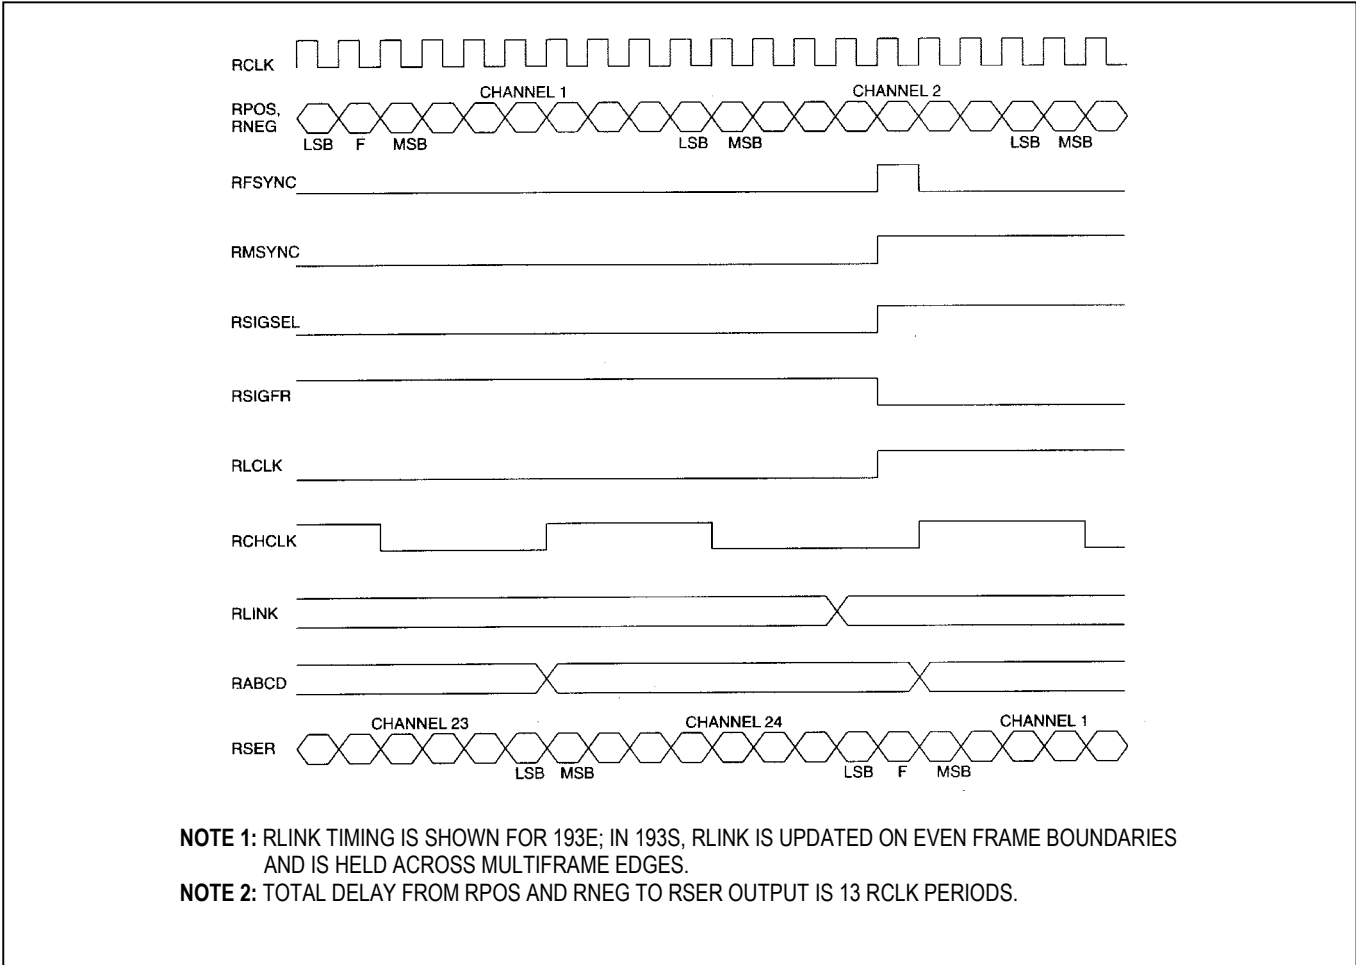 RCLK
CHANNEL 1 CHANNEL 2
RPOS,
RNEG
LSB F MSB LSB MSB LSB MSB
RFSYNC
RMSYNC
RSIGSEL
RSIGFR
RLCLK
RCHCLK
RLINK
RABCD
CHANNEL 23 CHANNEL 24 CHANNEL 1
RSER
LSB MSB LSB F MSB
NOTE 1: RLINK TIMING IS SHOWN FOR 193E; IN 193S, RLINK IS UPDATED ON EVEN FRAME BOUNDARIES
AND IS HELD ACROSS MULTIFRAME EDGES.
NOTE 2: TOTAL DELAY FROM RPOS AND RNEG TO RSER OUTPUT IS 13 RCLK PERIODS.